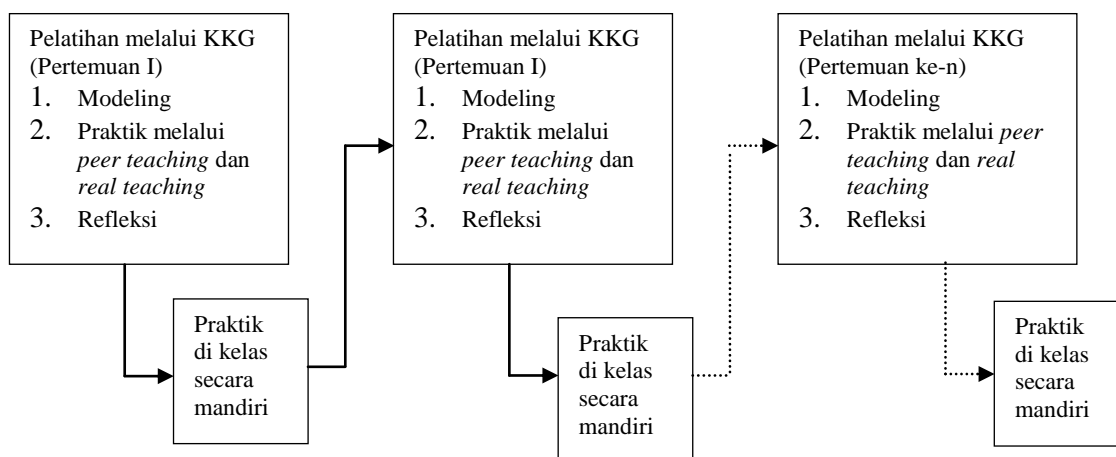 Pelatihan melalui KKG
(Pertemuan I)
1. Modeling
2. Praktik melalui
peer teaching dan
real teaching
3. Refleksi
Praktik
di kelas
secara
mandiri
Pelatihan melalui KKG
(Pertemuan I)
1. Modeling
2. Praktik melalui
peer teaching dan
real teaching
3. Refleksi
Praktik
di kelas
secara
mandiri
Pelatihan melalui KKG
(Pertemuan ke-n)
1. Modeling
2. Praktik melalui peer
teaching dan real
teaching
3. Refleksi
Praktik
di kelas
secara
mandiri